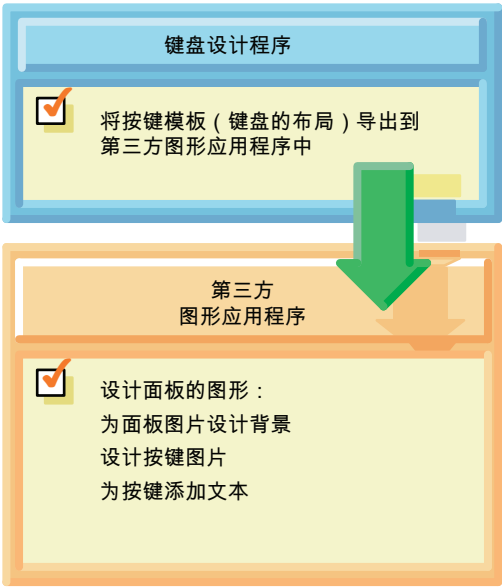 键盘设计程序
将按键模板（键盘的布局）导出到
第三方图形应用程序中
第三方
图形应用程序
设计面板的图形：
为面板图片设计背景
设计按键图片
为按键添加文本